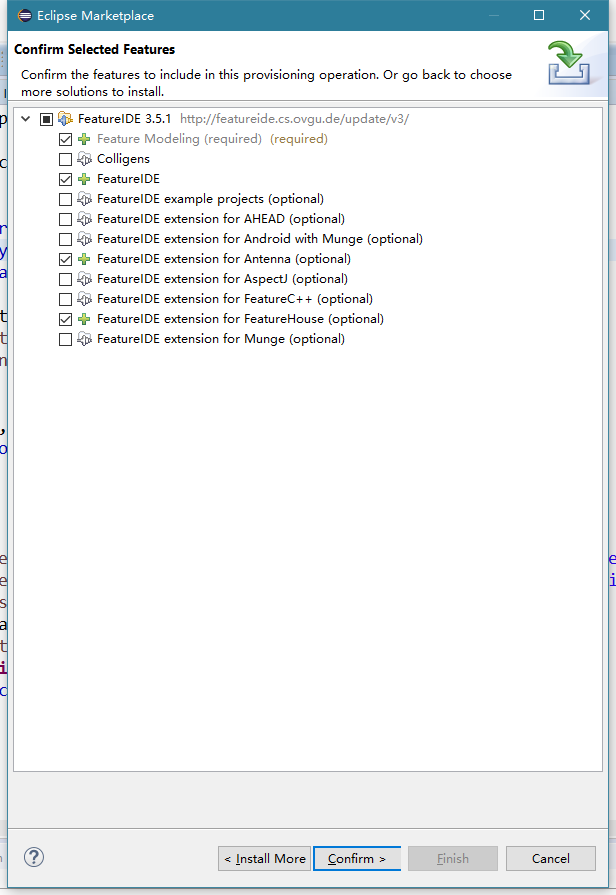 Eclipse Marketplace
Confirm Selected Features
Confirm the features to include in this provisioning operation. Or go back to choose
more solutions to install.
FeatureIDE 3.5.1 http://featureide.cs.ovgu.de/update/v3/
Feature Modeling (required) (required)
Colligens
FeatureIDE
FeatureIDE example projects (optional)
FeatureIDE extension for AHEAD (optional)
FeatureIDE extension for Android with Munge (optional)
FeatureIDE extension for Antenna (optional)
FeatureIDE extension for AspectJ (optional)
FeatureIDE extension for FeatureC++ (optional)
FeatureIDE extension for FeatureHouse (optional)
FeatureIDE extension for Munge (optional)
? < Install More Confirm > Finish Cancel